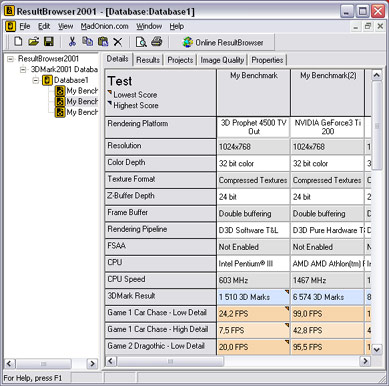 ResultBrowser2001 - [Database:Database1]
File Edit View MadOnion.com Window Help
Online ResultBrowser
ResultBrowser2001
3DMark2001 Databa
Database1
My Bench
My Bench
My Bench
Details Results Projects Image Quality Properties
Test My Benchmark My Benchmark(2)
Lowest Score
Highest Score
Rendering Platform 3D Prophet 4500 TV Out NVIDIA GeForce3 Ti 200
Resolution 1024x768 1024x768
Color Depth 32 bit color 32 bit color
Texture Format Compressed Textures Compressed Textures
Z-Buffer Depth 24 bit 24 bit
Frame Buffer Double buffering Double buffering
Rendering Pipeline D3D Software T&L D3D Pure Hardware T
FSAA Not Enabled Not Enabled
CPU Intel Pentium® III AMD AMD Athlon(tm)
CPU Speed 603 MHz 1467 MHz
3DMark Result 1 510 3D Marks 6 574 3D Marks 8
Game 1 Car Chase - Low Detail 24,2 FPS 99,0 FPS
Game 1 Car Chase - High Detail 7,5 FPS 42,8 FPS 4
Game 2 Dragothic - Low Detail 20,0 FPS 95,5 FPS
For Help, press F1